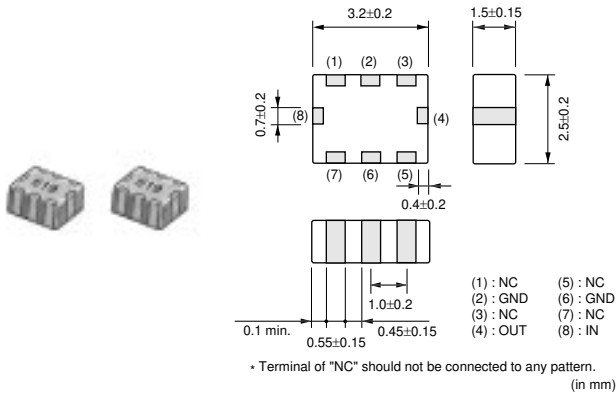 3.2±0.2
1.5±0.15
(1) (2) (3)
0.7±0.2
(8)
(4)
2.5±0.2
(7) (6) (5)
0.4±0.2
1.0±0.2
0.1 min.
0.45±0.15
0.55±0.15
(1) : NC (5) : NC
(2) : GND (6) : GND
(3) : NC (7) : NC
(4) : OUT (8) : IN
* Terminal of "NC" should not be connected to any pattern.
(in mm)